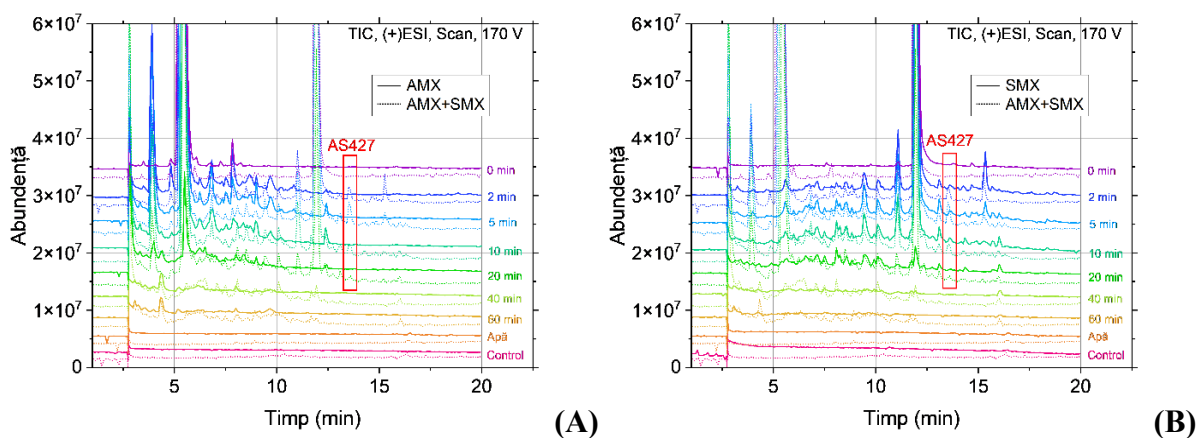 TIC, (+)ESI, Scan, 170 V
AMX
AMX+SMX
AS427
0 min
2 min
5 min
10 min
20 min
40 min
60 min
Apă
Control
6×10⁷
5×10⁷
4×10⁷
3×10⁷
2×10⁷
1×10⁷
0
Abundență
5
10
15
20
Timp (min)
(A)
TIC, (+)ESI, Scan, 170 V
SMX
AMX+SMX
AS427
0 min
2 min
5 min
10 min
20 min
40 min
60 min
Apă
Control
6×10⁷
5×10⁷
4×10⁷
3×10⁷
2×10⁷
1×10⁷
0
Abundență
5
10
15
20
Timp (min)
(B)